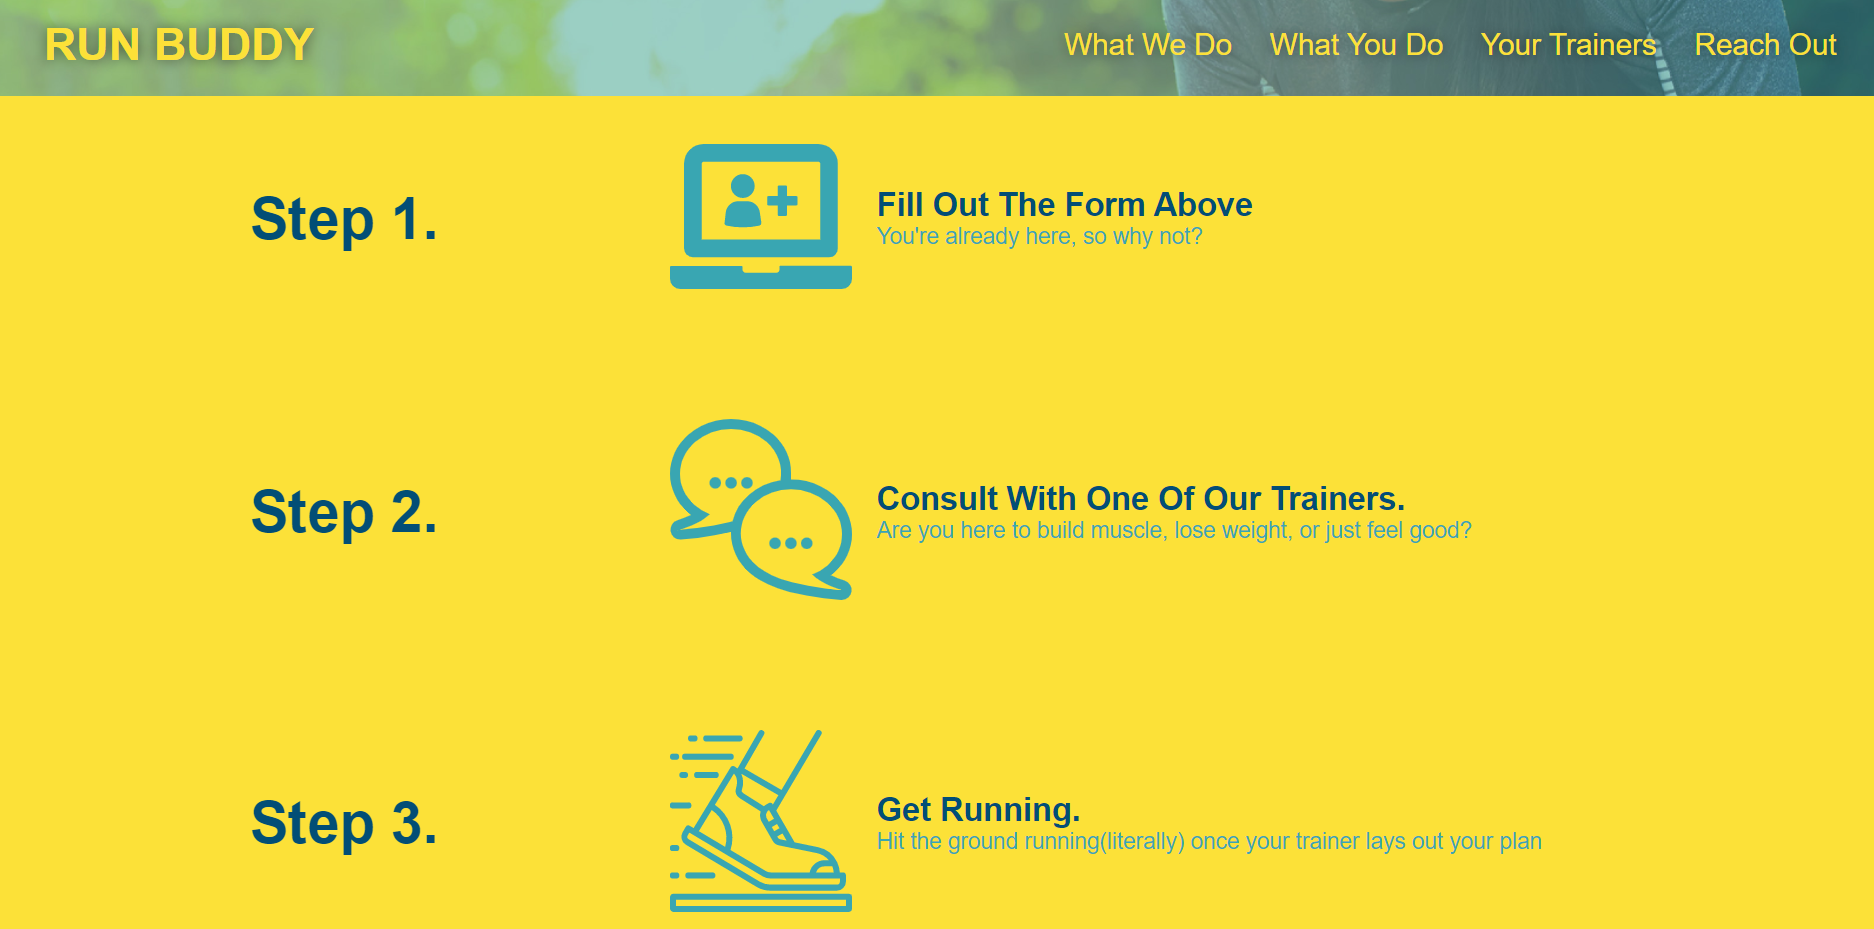 RUN BUDDY
What We Do What You Do Your Trainers Reach Out
Step 1.
Fill Out The Form Above
You're already here, so why not?
Step 2.
Consult With One Of Our Trainers.
Are you here to build muscle, lose weight, or just feel good?
Step 3.
Get Running.
Hit the ground running(literally) once your trainer lays out your plan